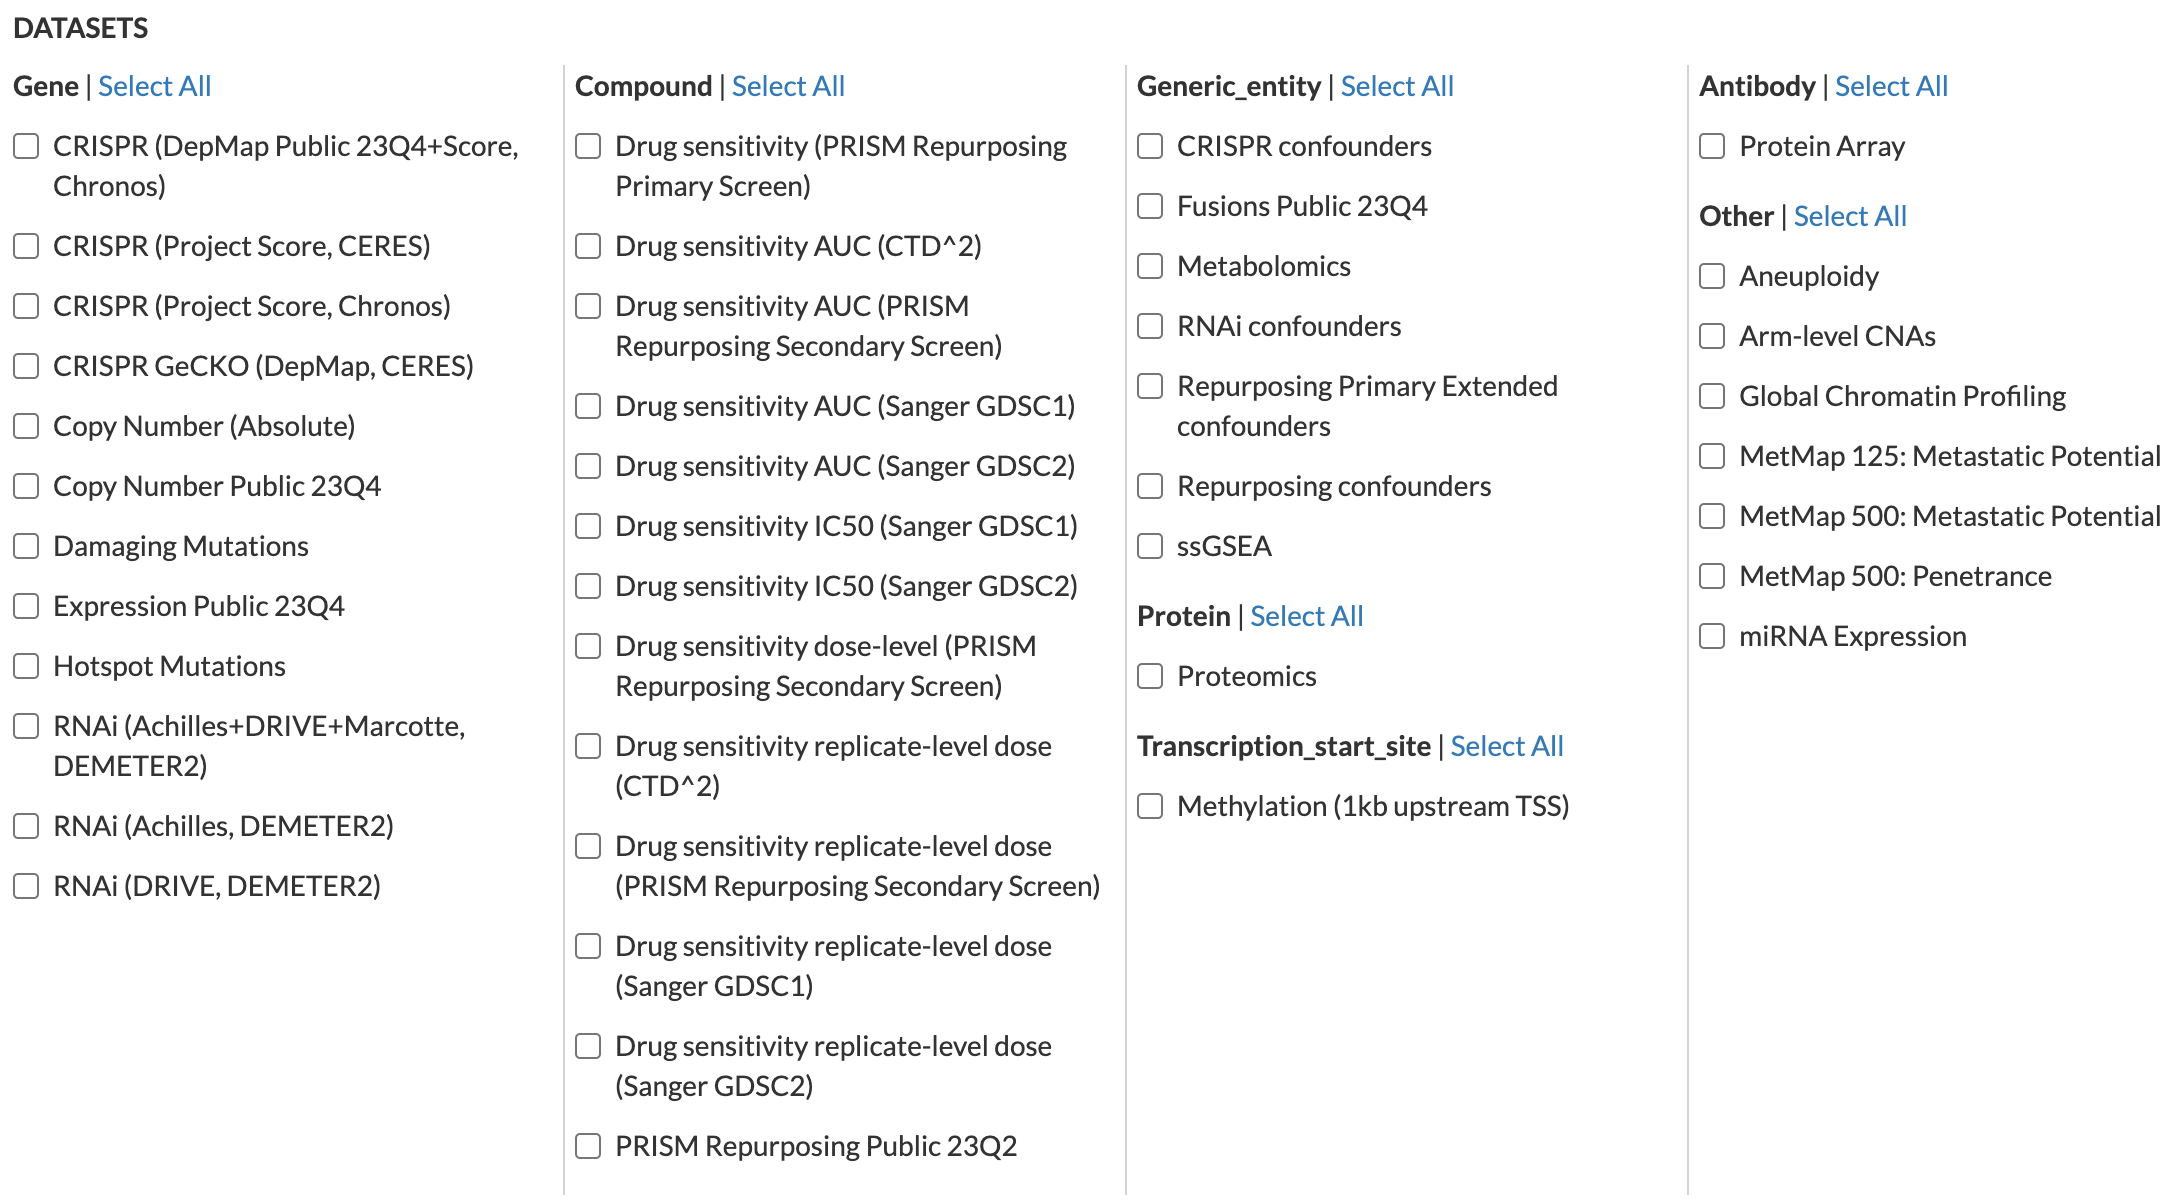 DATASETS
Gene | Select All
CRISPR (DepMap Public 23Q4+Score,
Chronos)
CRISPR (Project Score, CERES)
CRISPR (Project Score, Chronos)
CRISPR GeCKO (DepMap, CERES)
Copy Number (Absolute)
Copy Number Public 23Q4
Damaging Mutations
Expression Public 23Q4
Hotspot Mutations
RNAi (Achilles+DRIVE+Marcotte,
DEMETER2)
RNAi (Achilles, DEMETER2)
RNAi (DRIVE, DEMETER2)
Compound | Select All
Drug sensitivity (PRISM Repurposing
Primary Screen)
Drug sensitivity AUC (CTD^2)
Drug sensitivity AUC (PRISM
Repurposing Secondary Screen)
Drug sensitivity AUC (Sanger GDSC1)
Drug sensitivity AUC (Sanger GDSC2)
Drug sensitivity IC50 (Sanger GDSC1)
Drug sensitivity IC50 (Sanger GDSC2)
Drug sensitivity dose-level (PRISM
Repurposing Secondary Screen)
Drug sensitivity replicate-level dose
(CTD^2)
Drug sensitivity replicate-level dose
(PRISM Repurposing Secondary Screen)
Drug sensitivity replicate-level dose
(Sanger GDSC1)
Drug sensitivity replicate-level dose
(Sanger GDSC2)
PRISM Repurposing Public 23Q2
Generic_entity | Select All
CRISPR confounders
Fusions Public 23Q4
Metabolomics
RNAi confounders
Repurposing Primary Extended
confounders
Repurposing confounders
ssGSEA
Protein | Select All
Proteomics
Transcription_start_site | Select All
Methylation (1kb upstream TSS)
Antibody | Select All
Protein Array
Other | Select All
Aneuploidy
Arm-level CNAs
Global Chromatin Profiling
MetMap 125: Metastatic Potential
MetMap 500: Metastatic Potential
MetMap 500: Penetrance
miRNA Expression